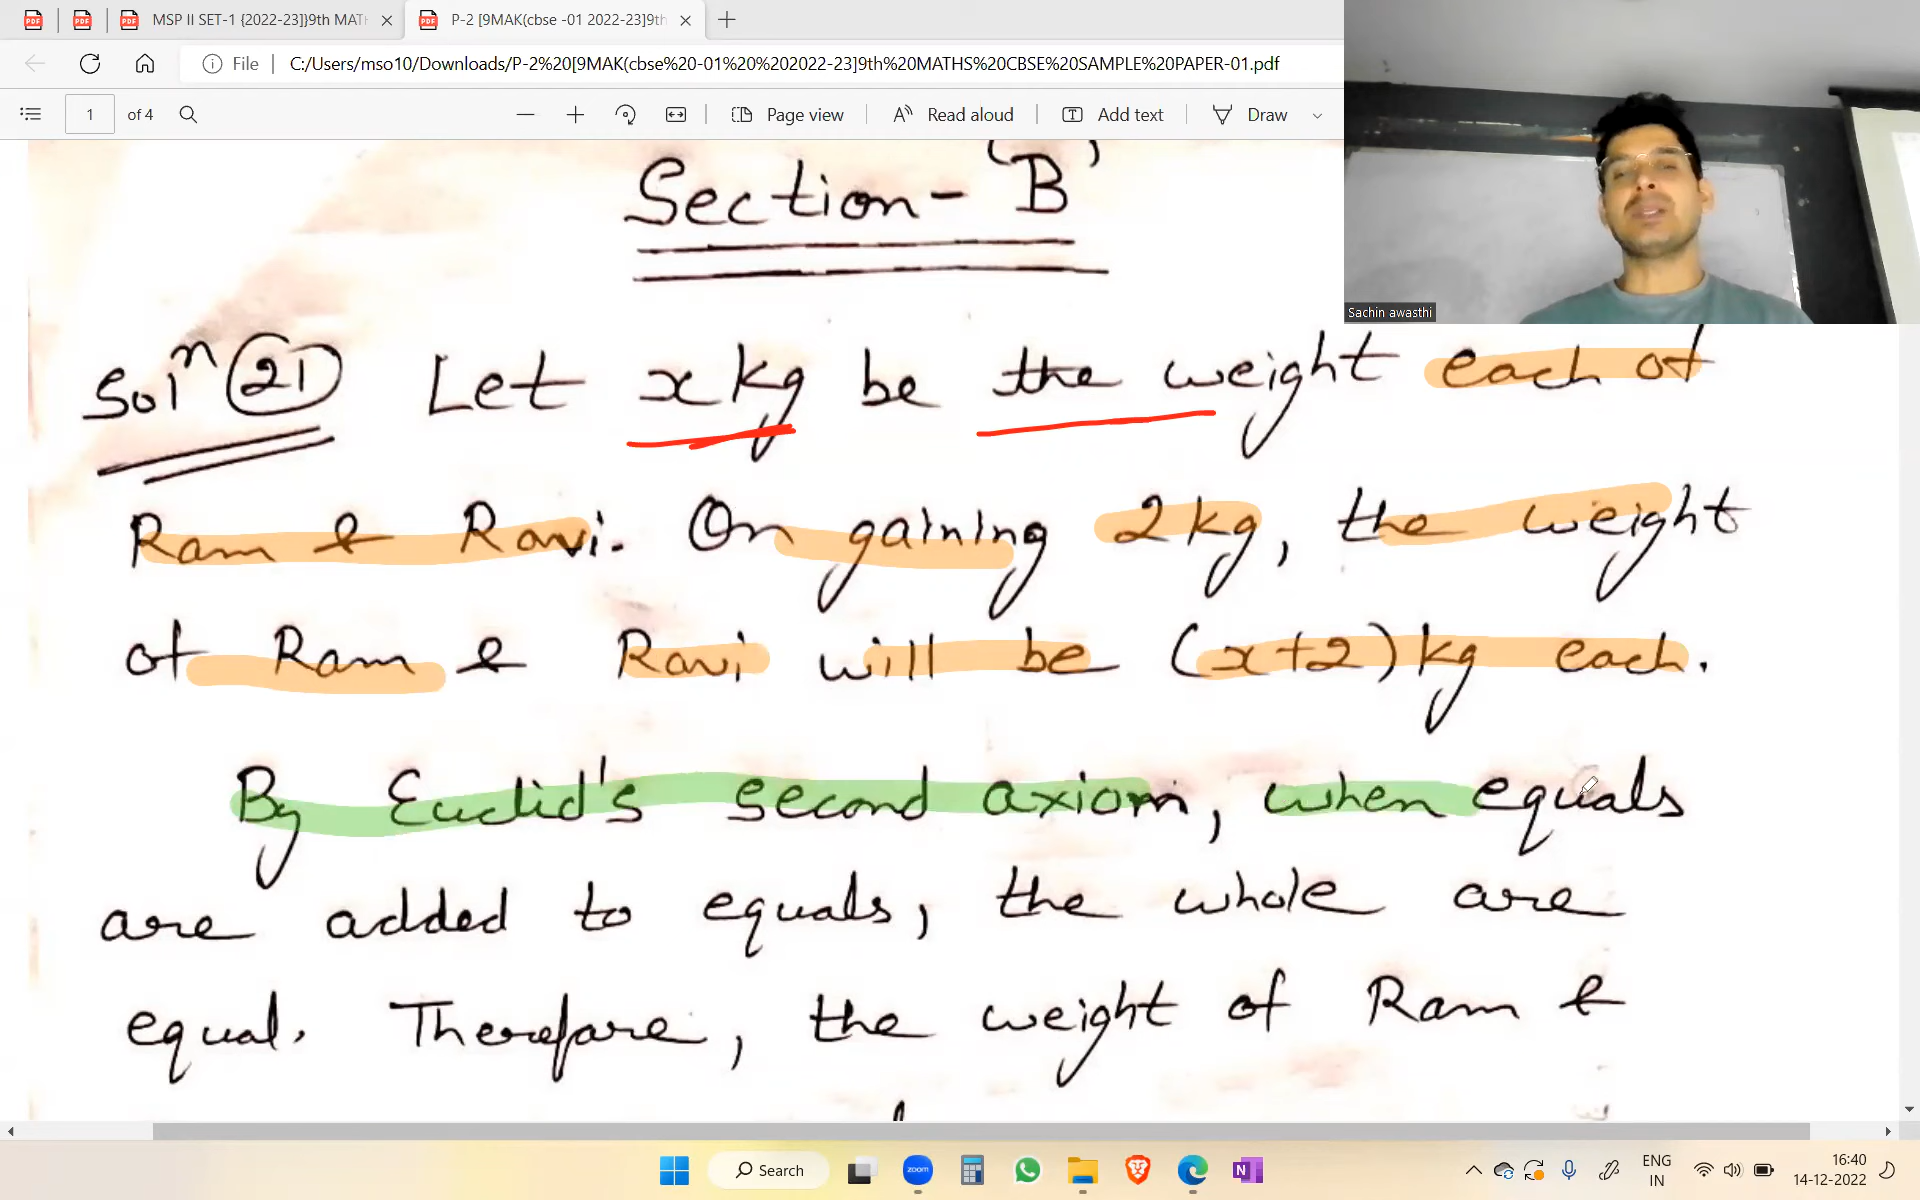 MSP II SET-1 {2022-23]}9th MATH
P-2 [9MAK(cbse -01 2022-23]9th
File
C:/Users/mso10/Downloads/P-2%20[9MAK(cbse%20-01%20%202022-23]9th%20MATHS%20CBSE%20SAMPLE%20PAPER-01.pdf
1 of 4
Page view
Read aloud
Add text
Draw
Sachin awasthi
Section - 'B'
Solⁿ 21 Let x kg be the weight each of
Ram & Ravi. On gaining 2 kg, the weight
of Ram & Ravi will be (x+2) kg each.
By Euclid's second axiom, when equals
are added to equals, the whole are
equal. Therefore, the weight of Ram &
Search
zoom
N
ENG
IN
16:40
14-12-2022